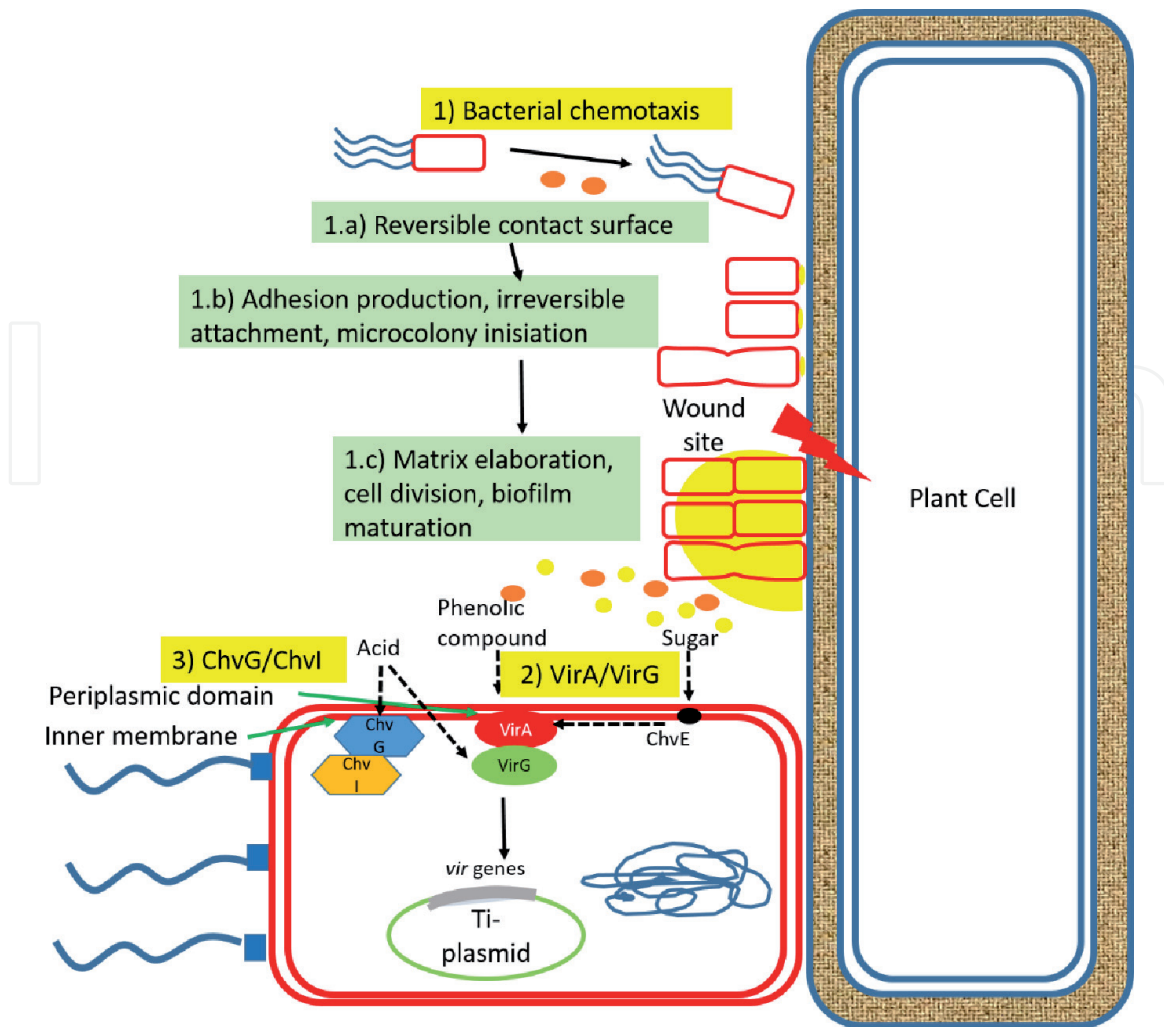 1) Bacterial chemotaxis
1.a) Reversible contact surface
1.b) Adhesion production, irreversible
attachment, microcolony inisiation
Wound
site
1.c) Matrix elaboration,
cell division, biofilm
maturation
Plant Cell
Phenolic
compound
Acid
Sugar
3) ChvG/ChvI
2) VirA/VirG
Periplasmic domain
Inner membrane
Chv
G
Chv
I
VirA
VirG
ChvE
vir genes
Ti-
plasmid